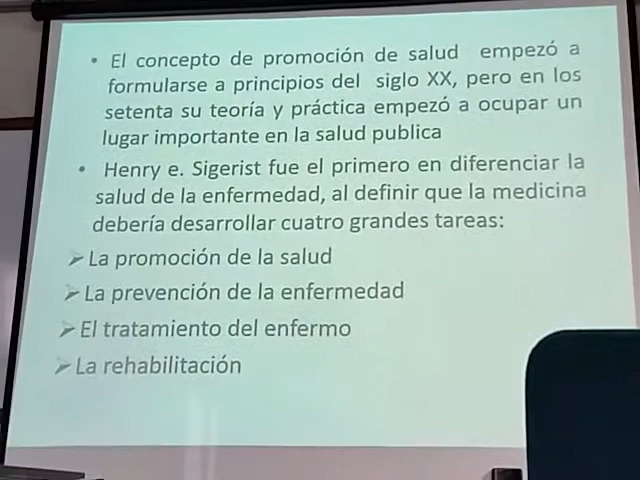 • El concepto de promoción de salud empezó a
formularse a principios del siglo XX, pero en los
setenta su teoría y práctica empezó a ocupar un
lugar importante en la salud publica
• Henry e. Sigerist fue el primero en diferenciar la
salud de la enfermedad, al definir que la medicina
debería desarrollar cuatro grandes tareas:
➢ La promoción de la salud
➢ La prevención de la enfermedad
➢ El tratamiento del enfermo
➢ La rehabilitación